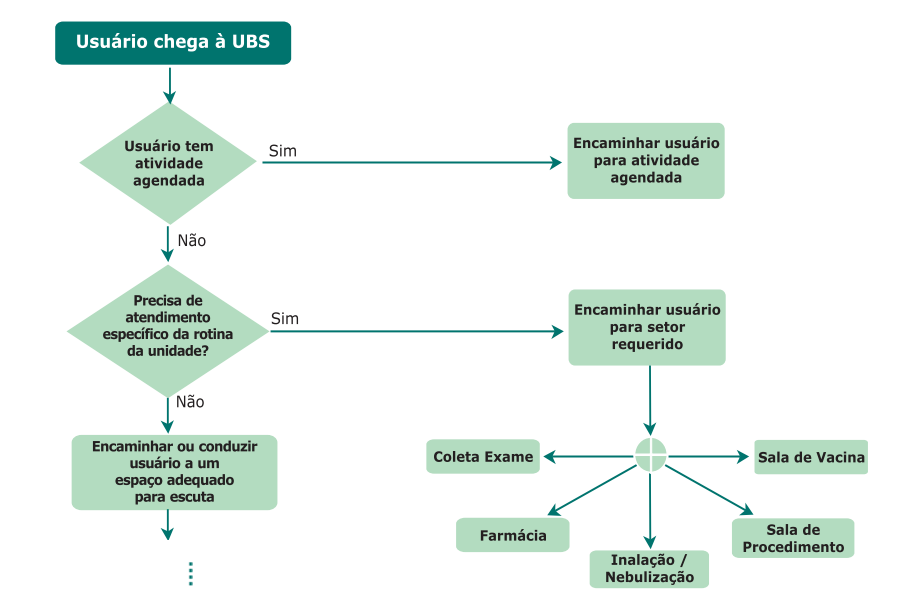 Usuário chega à UBS
Usuário tem
atividade
agendada
Sim
Encaminhar usuário
para atividade
agendada
Não
Precisa de
atendimento
específico da rotina
da unidade?
Sim
Encaminhar usuário
para setor
requerido
Não
Encaminhar ou conduzir
usuário a um
espaço adequado
para escuta
Coleta Exame
Sala de Vacina
Farmácia
Sala de
Procedimento
Inalação /
Nebulização